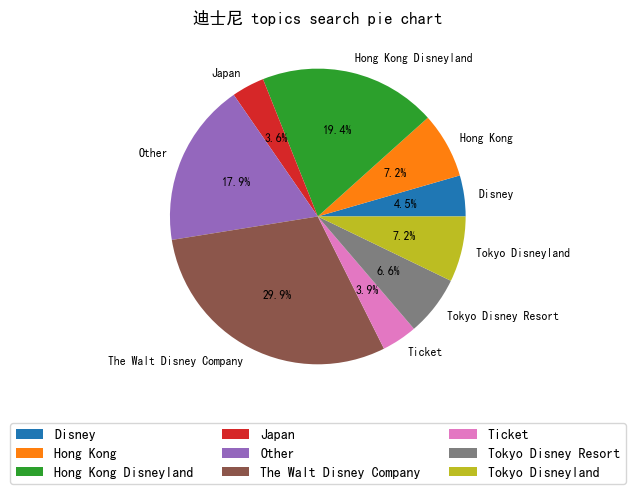 迪士尼 topics search pie chart
Hong Kong Disneyland
Japan
3.6%
19.4%
Hong Kong
Other
7.2%
17.9%
Disney
4.5%
7.2%
Tokyo Disneyland
6.6%
29.9%
3.9%
Tokyo Disney Resort
Ticket
The Walt Disney Company
Disney
Hong Kong
Hong Kong Disneyland
Japan
Other
The Walt Disney Company
Ticket
Tokyo Disney Resort
Tokyo Disneyland